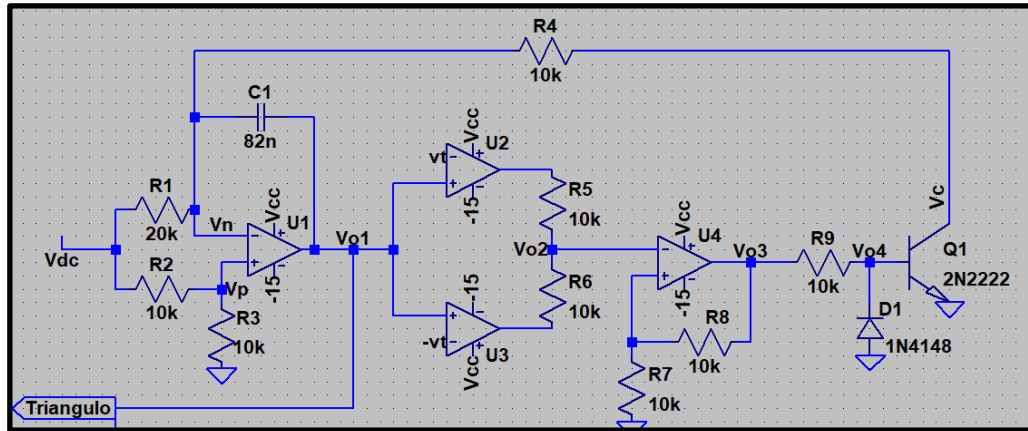 R4
10k
C1
82n
R1
20k
Vn
Vcc
U1
-15
Vdc
R2
10k
Vp
R3
10k
Vo1
vt
Vcc
U2
-15
R5
10k
Vo2
R6
10k
-15
-vt
U3
Vcc
Vcc
U4
-15
Vo3
R8
10k
R7
10k
R9
10k
Vo4
Vc
Q1
2N2222
D1
1N4148
Triangulo